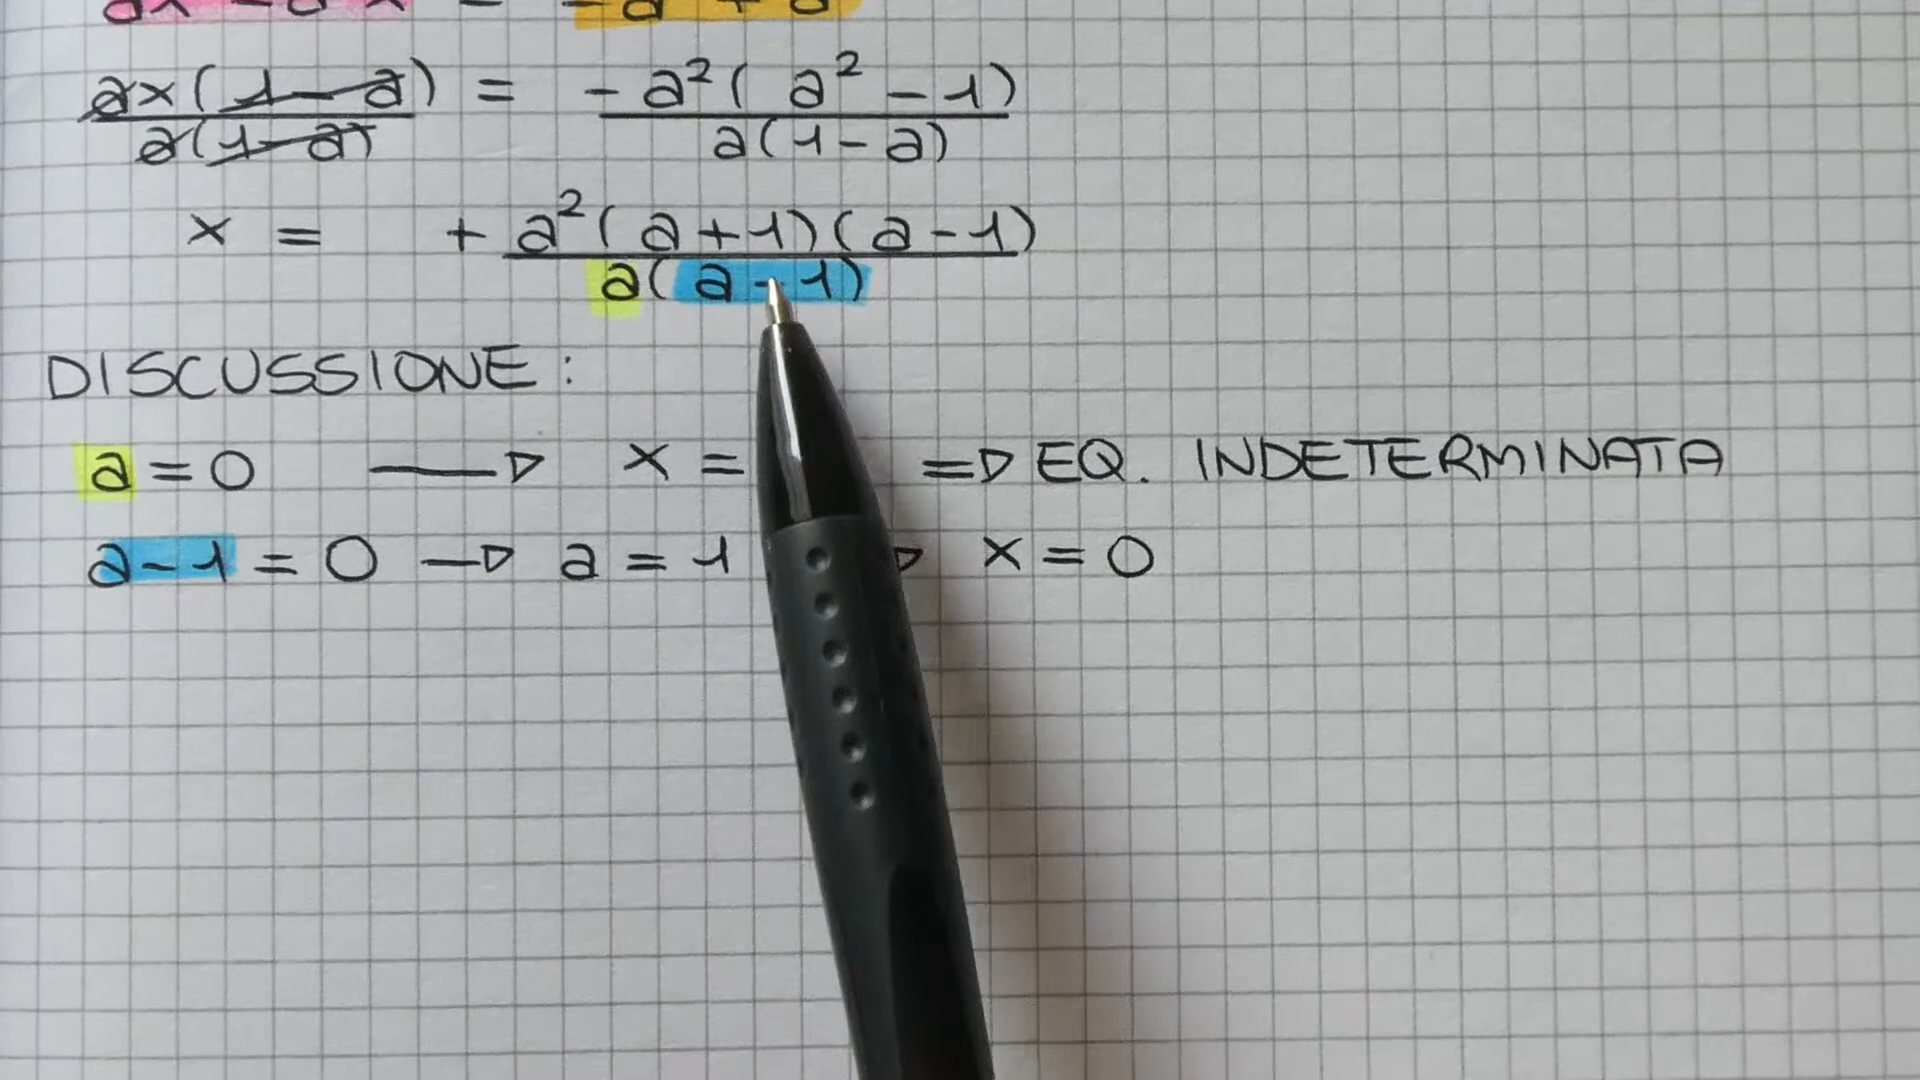 ax(1-a)/a(1-a) = -a²(a²-1)/a(1-a)
x = + a²(a+1)(a-1)/a(a-1)
DISCUSSIONE:
a = 0 → x = ⇒ EQ. INDETERMINATA
a-1 = 0 → a = 1 x = 0